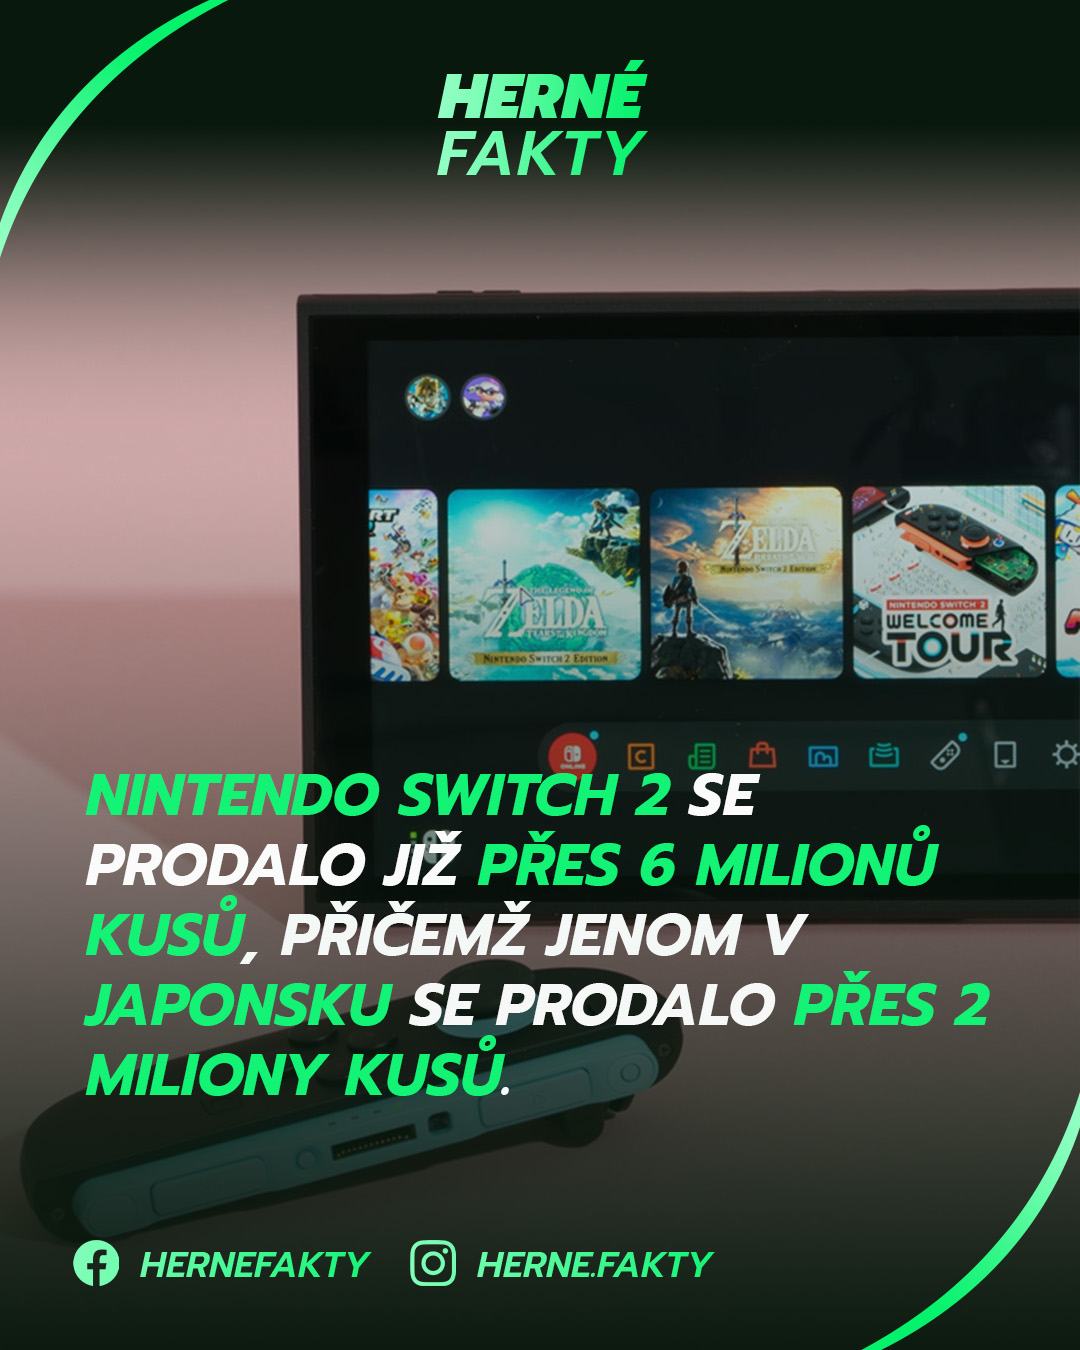 HERNÉ
FAKTY
THE LEGEND OF
ZELDA
TEARS OF THE KINGDOM
NINTENDO SWITCH 2 EDITION
ZELDA
NINTENDO SWITCH 2 EDITION
NINTENDO SWITCH 2
WELCOME
TOUR
ONLINE
NINTENDO SWITCH 2 SE
PRODALO JIŽ PŘES 6 MILIONŮ
KUSŮ, PŘIČEMŽ JENOM V
JAPONSKU SE PRODALO PŘES 2
MILIONY KUSŮ.
HERNEFAKTY
HERNE.FAKTY